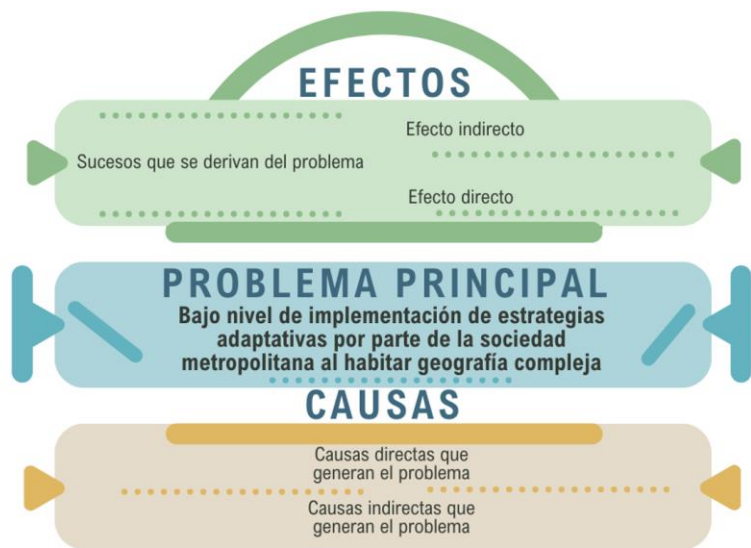 EFECTOS
Sucesos que se derivan del problema
Efecto indirecto
Efecto directo
PROBLEMA PRINCIPAL
Bajo nivel de implementación de estrategias
adaptativas por parte de la sociedad
metropolitana al habitar geografía compleja
CAUSAS
Causas directas que
generan el problema
Causas indirectas que
generan el problema